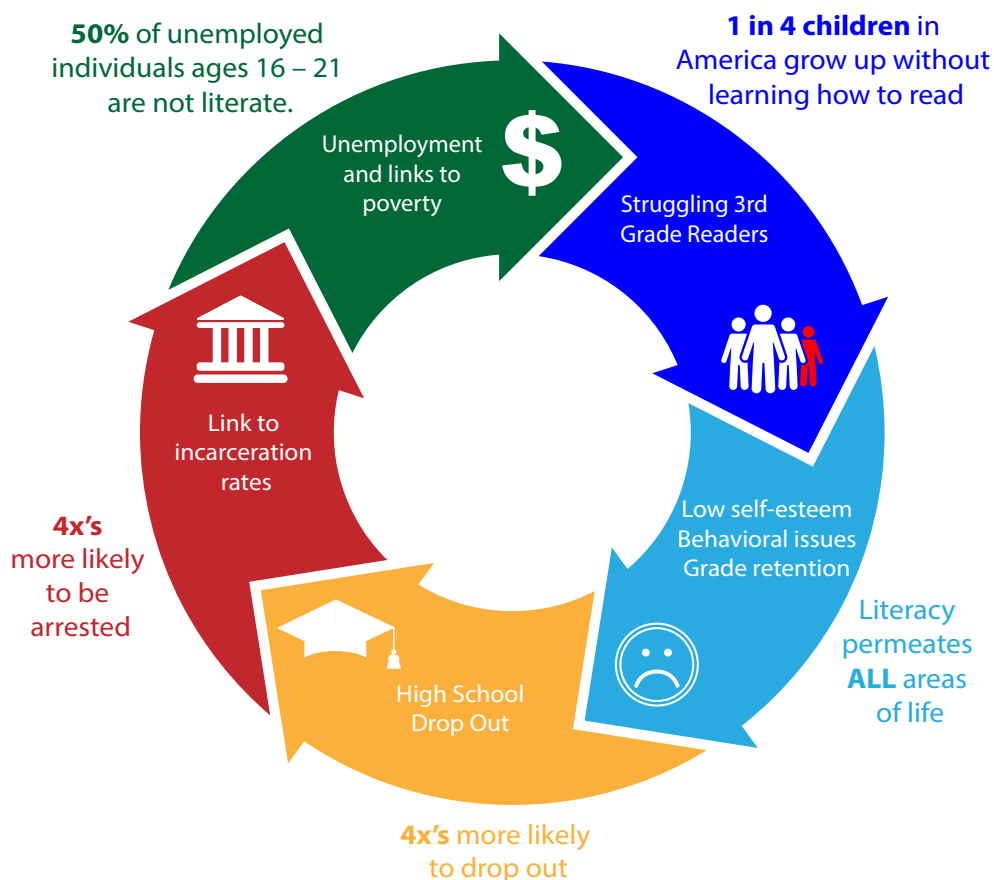 50% of unemployed
individuals ages 16 – 21
are not literate.
1 in 4 children in
America grow up without
learning how to read
Unemployment
and links to
poverty
$
Struggling 3rd
Grade Readers
Low self-esteem
Behavioral issues
Grade retention
Literacy
permeates
ALL areas
of life
High School
Drop Out
4x's more likely
to drop out
Link to
incarceration
rates
4x's
more likely
to be
arrested